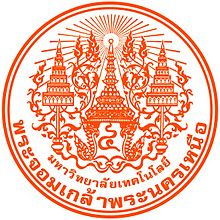 ๔
มหาวิทยาลัยเทคโนโลยี
พระจอมเกล้าพระนครเหนือ